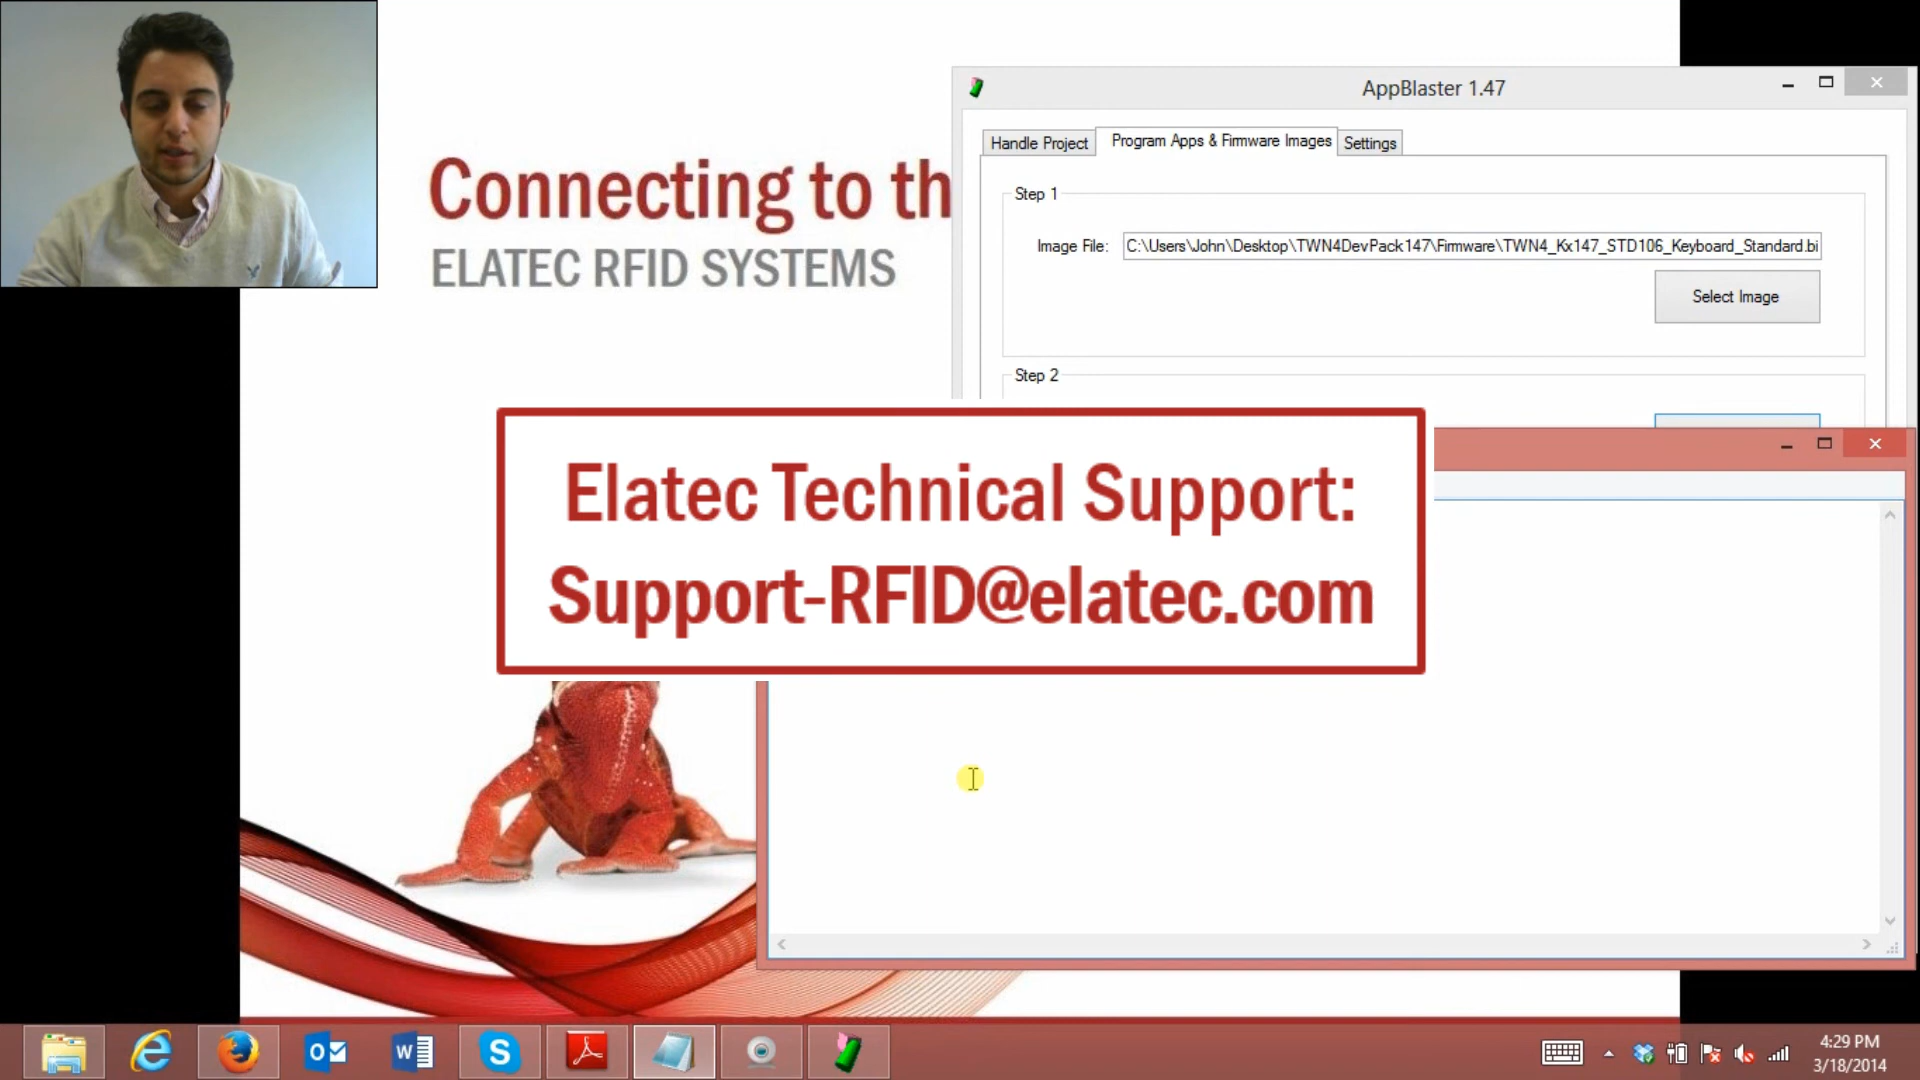 Connecting to th
ELATEC RFID SYSTEMS
AppBlaster 1.47
Handle Project
Program Apps & Firmware Images
Settings
Step 1
Image File:
C:\Users\John\Desktop\TWN4DevPack147\Firmware\TWN4_Kx147_STD106_Keyboard_Standard.bi
Select Image
Step 2
Elatec Technical Support:
Support-RFID@elatec.com
4:29 PM
3/18/2014